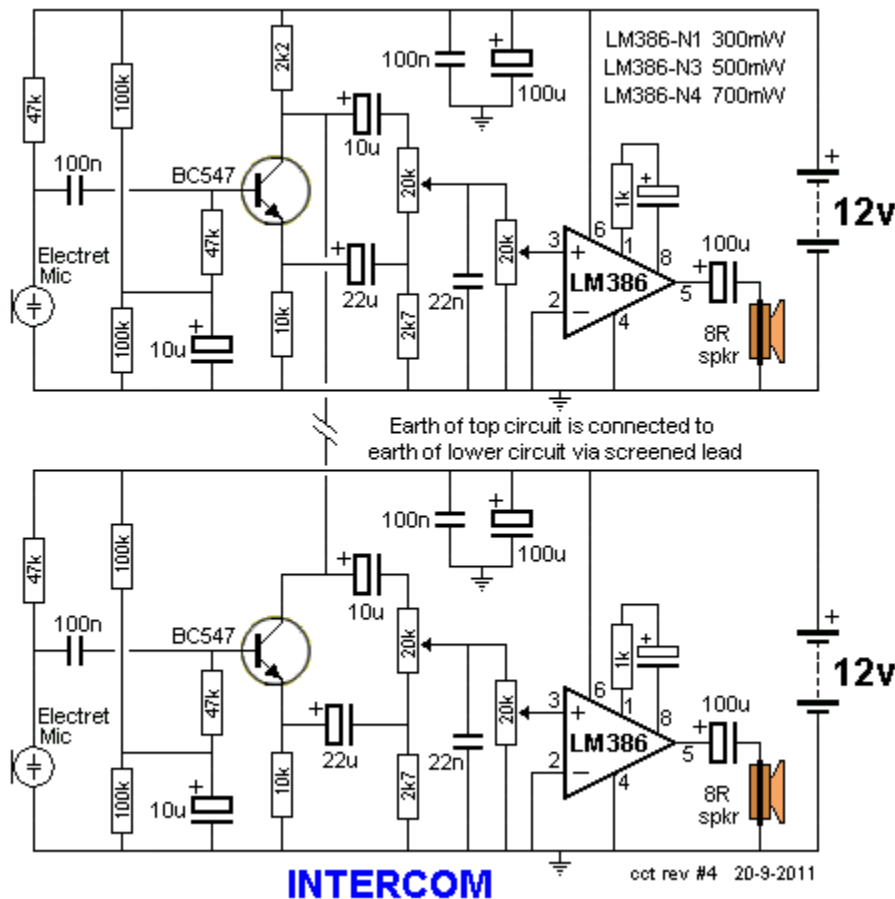 LM386-N1 300mW
LM386-N3 500mW
LM386-N4 700mW
47k
100k
2k2
100n
100u
+
100n
BC547
+
10u
20k
47k
Electret
Mic
+
22u
22n
20k
3
+
6
1
1k
+
8
LM386
2
−
4
5
100u
+
+
12v
8R
spkr
100k
+
10u
10k
2k7
Earth of top circuit is connected to
earth of lower circuit via screened lead
47k
100k
100n
100u
+
100n
BC547
+
10u
20k
47k
Electret
Mic
+
22u
22n
20k
3
+
6
1
1k
+
8
LM386
2
−
4
5
100u
+
+
12v
8R
spkr
100k
+
10u
10k
2k7
INTERCOM
cct rev #4 20-9-2011